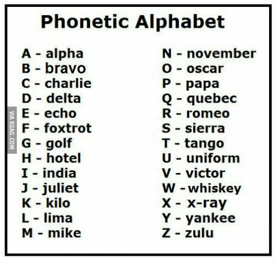 Phonetic Alphabet
A - alpha
B - bravo
C - charlie
D - delta
E - echo
F - foxtrot
G - golf
H - hotel
I - india
J - juliet
K - kilo
L - lima
M - mike
N - november
O - oscar
P - papa
Q - quebec
R - romeo
S - sierra
T - tango
U - uniform
V - victor
W - whiskey
X - x-ray
Y - yankee
Z - zulu
VIA 9GAG.COM